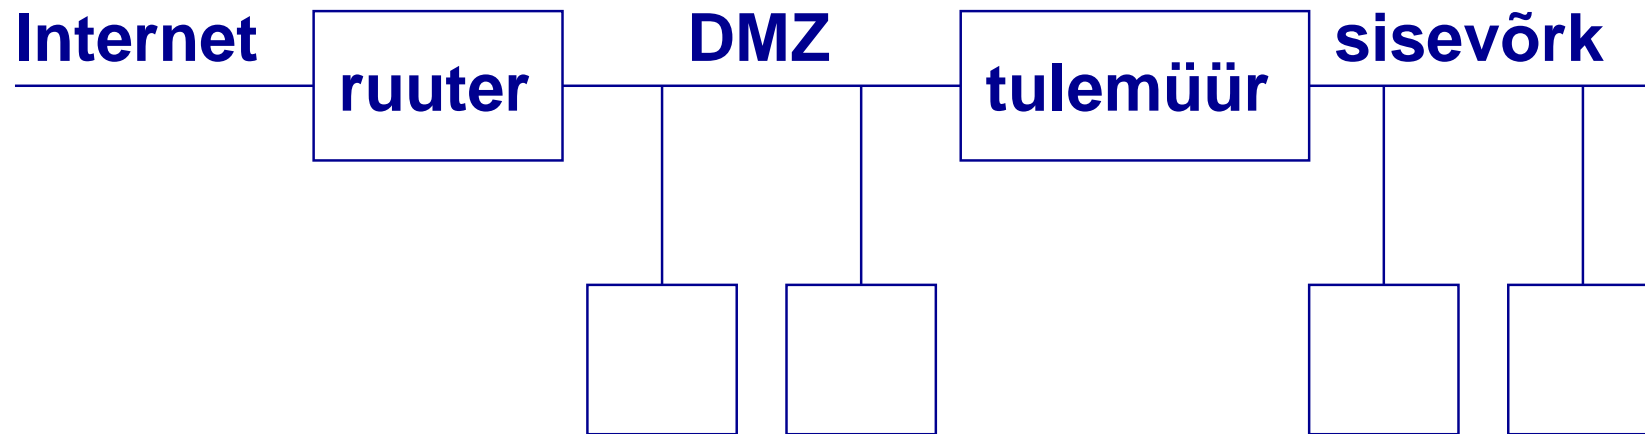 Internet
ruuter
DMZ
tulemüür
sisevõrk